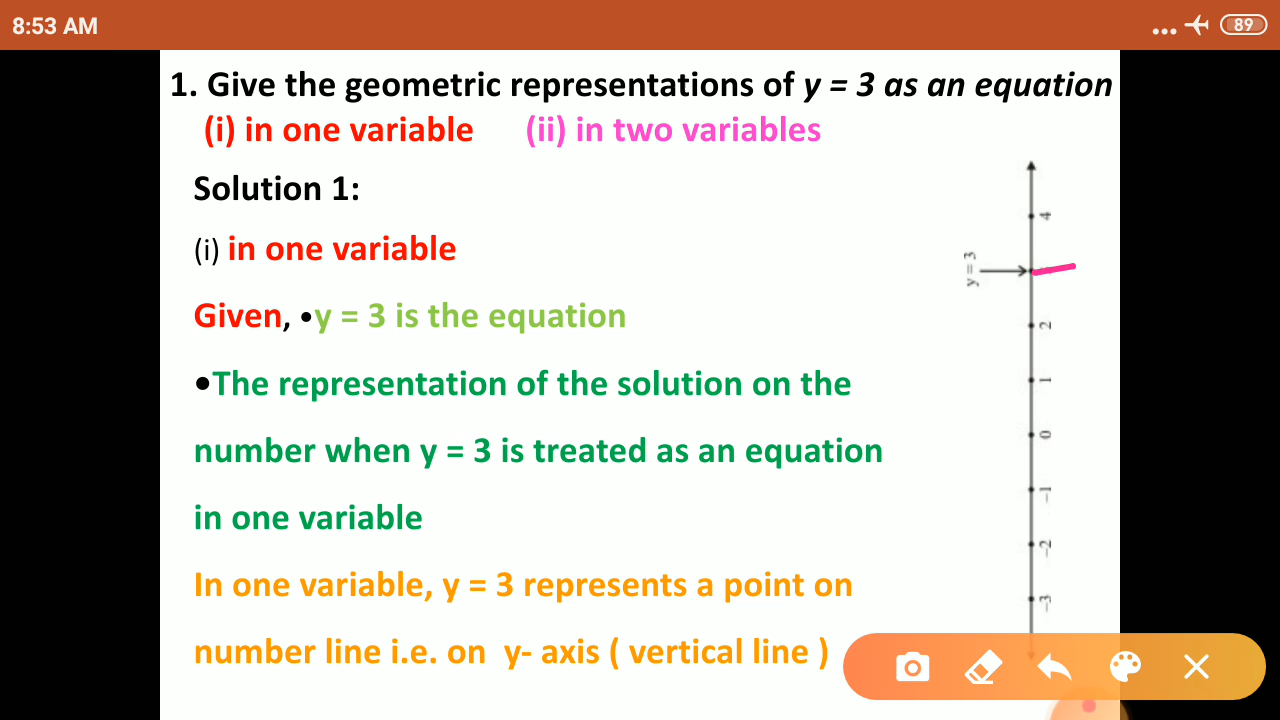 8:53 AM
89
1. Give the geometric representations of y = 3 as an equation
(i) in one variable (ii) in two variables
Solution 1:
(i) in one variable
Given, •y = 3 is the equation
•The representation of the solution on the
number when y = 3 is treated as an equation
in one variable
In one variable, y = 3 represents a point on
number line i.e. on y- axis ( vertical line )
4
y = 3
2
1
0
-1
-2
-3